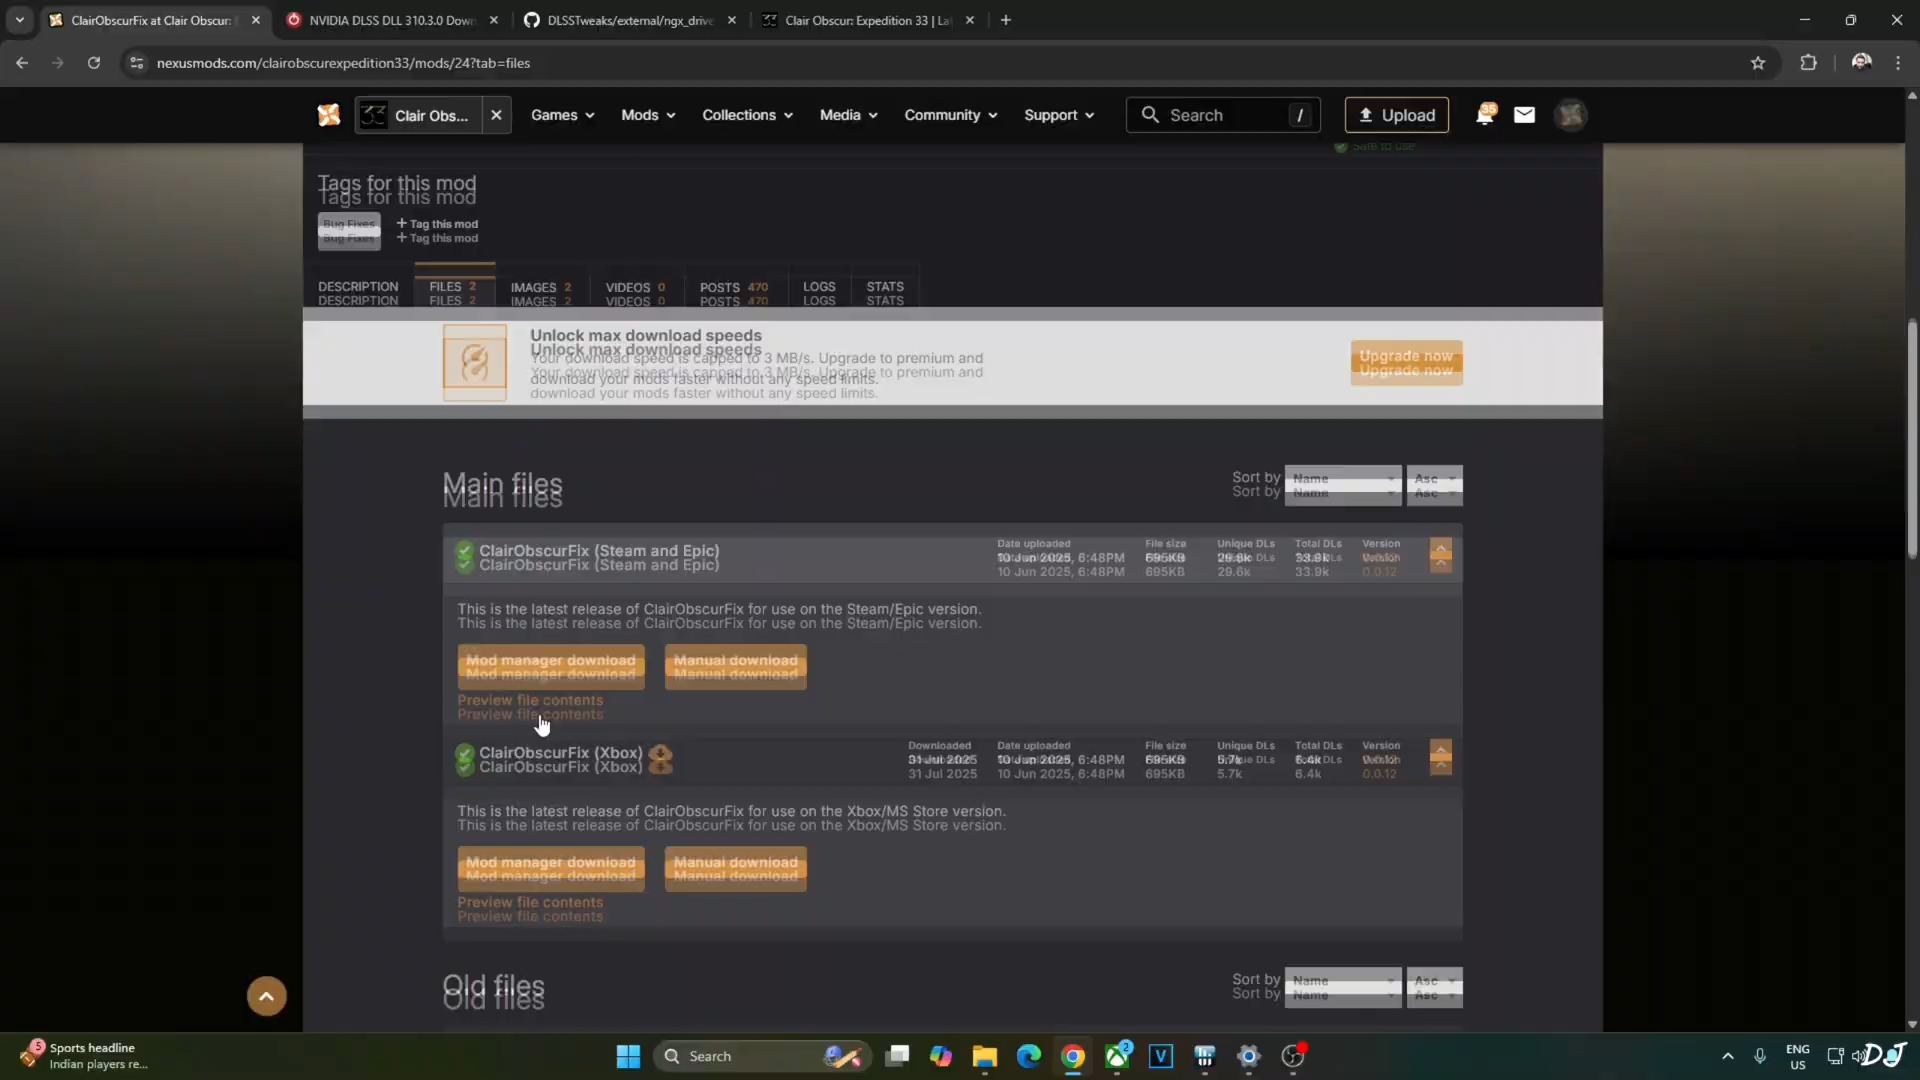 ClairObscurFix at Clair Obscur:
NVIDIA DLSS DLL 310.3.0 Down
DLSSTweaks/external/ngx_drive
Clair Obscur: Expedition 33 | La
nexusmods.com/clairobscurexpedition33/mods/24?tab=files
Clair Obs...
Games
Mods
Collections
Media
Community
Support
Search
/
Upload
35
Safe to use
Tags for this mod
Bug Fixes
+ Tag this mod
DESCRIPTION
FILES 2
IMAGES 2
VIDEOS 0
POSTS 470
LOGS
STATS
Unlock max download speeds
Your download speed is capped to 3 MB/s. Upgrade to premium and
download your mods faster without any speed limits.
Upgrade now
Main files
Sort by
Name
Asc
ClairObscurFix (Steam and Epic)
Date uploaded
10 Jun 2025, 6:48PM
File size
695KB
Unique DLs
29.6k
Total DLs
33.9k
Version
0.0.12
This is the latest release of ClairObscurFix for use on the Steam/Epic version.
Mod manager download
Manual download
Preview file contents
ClairObscurFix (Xbox)
Downloaded
31 Jul 2025
Date uploaded
10 Jun 2025, 6:48PM
File size
695KB
Unique DLs
5.7k
Total DLs
6.4k
Version
0.0.12
This is the latest release of ClairObscurFix for use on the Xbox/MS Store version.
Mod manager download
Manual download
Preview file contents
Old files
Sort by
Name
Asc
5
Sports headline
Indian players re...
Search
2
V
ENG
US
DJ